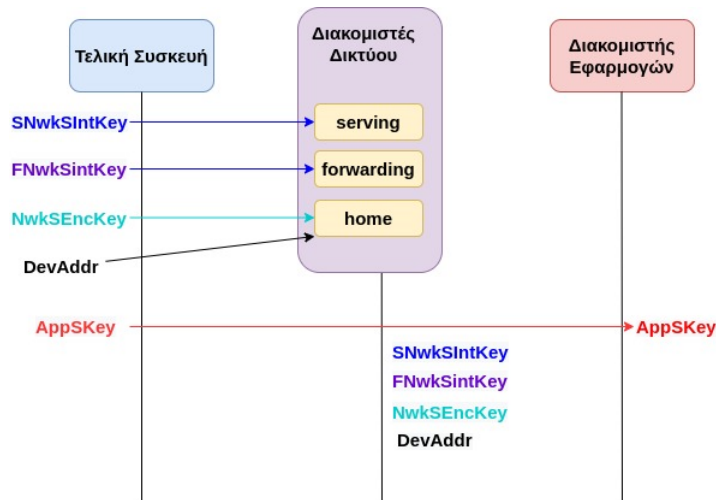 Τελική Συσκευή
Διακομιστές
Δικτύου
Διακομιστής
Εφαρμογών
SNwkSIntKey
serving
FNwkSintKey
forwarding
NwkSEncKey
home
DevAddr
AppSKey
AppSKey
SNwkSIntKey
FNwkSintKey
NwkSEncKey
DevAddr